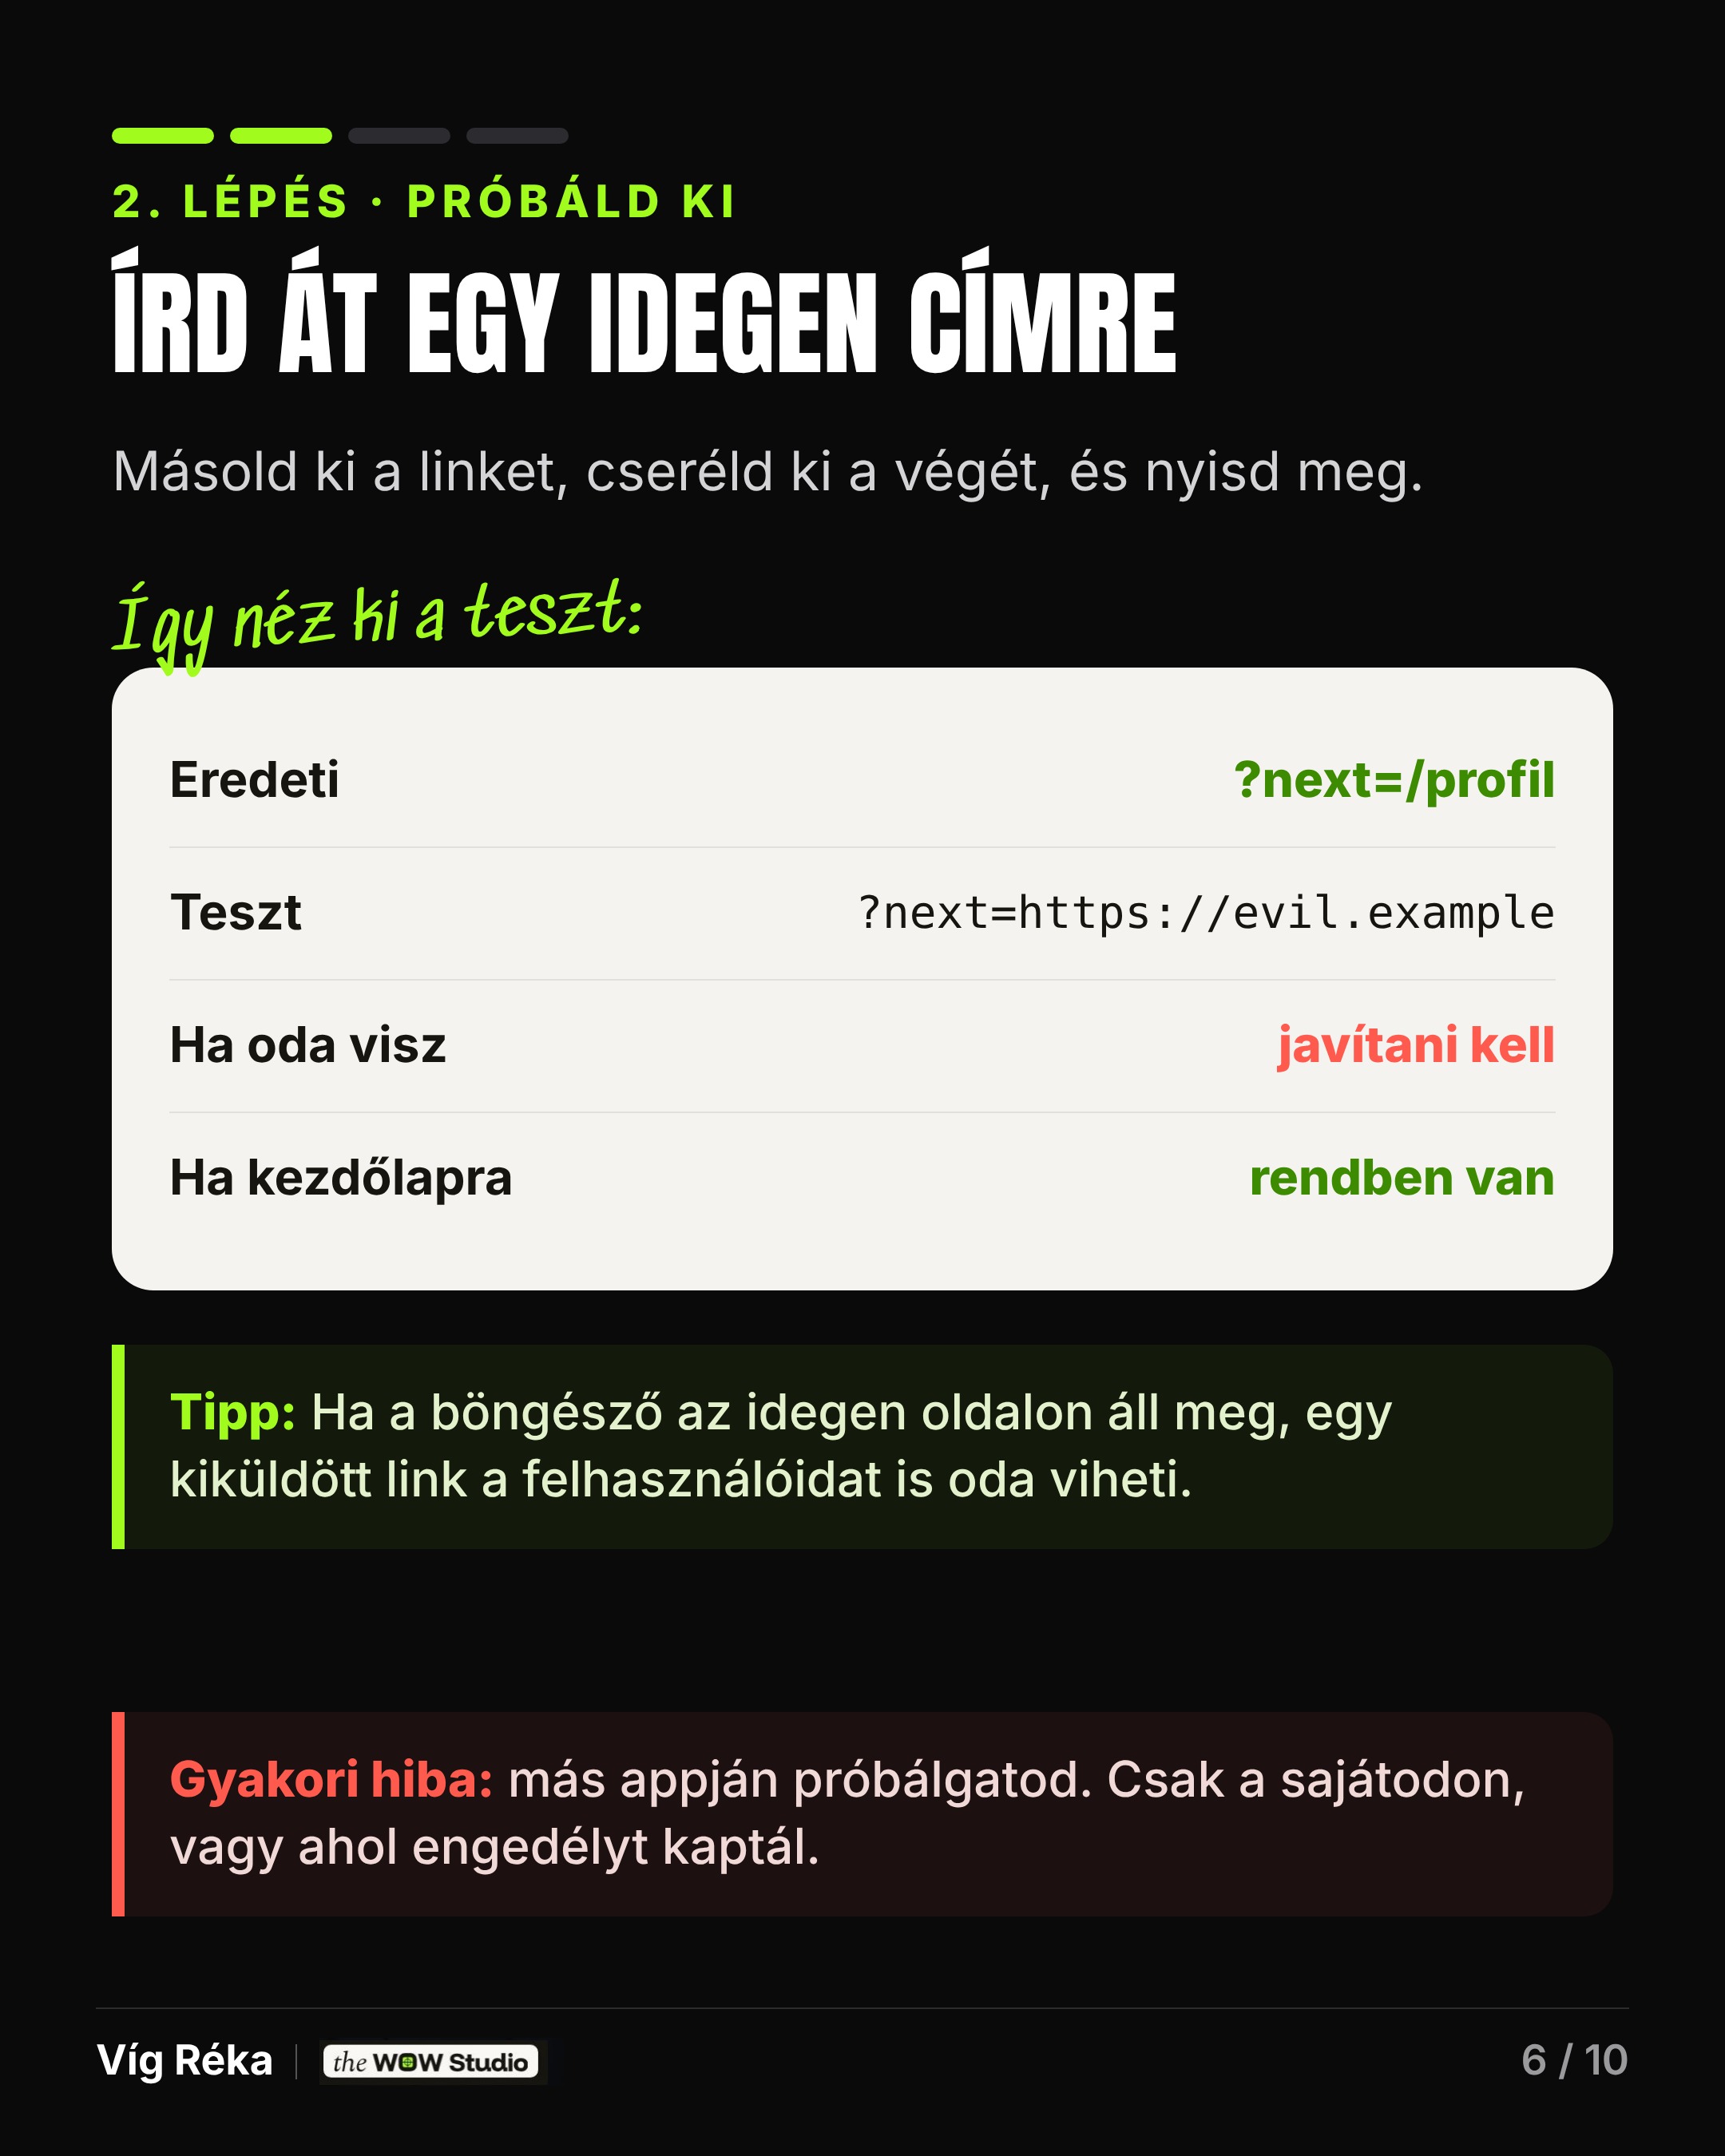 2. LÉPÉS · PRÓBÁLD KI
ÍRD ÁT EGY IDEGEN CÍMRE
Másold ki a linket, cseréld ki a végét, és nyisd meg.
Így néz ki a teszt:
Eredeti ?next=/profil
Teszt ?next=https://evil.example
Ha oda visz javítani kell
Ha kezdőlapra rendben van
Tipp: Ha a böngésző az idegen oldalon áll meg, egy
kiküldött link a felhasználóidat is oda viheti.
Gyakori hiba: más appján próbálgatod. Csak a sajátodon,
vagy ahol engedélyt kaptál.
Víg Réka the WOW Studio 6 / 10